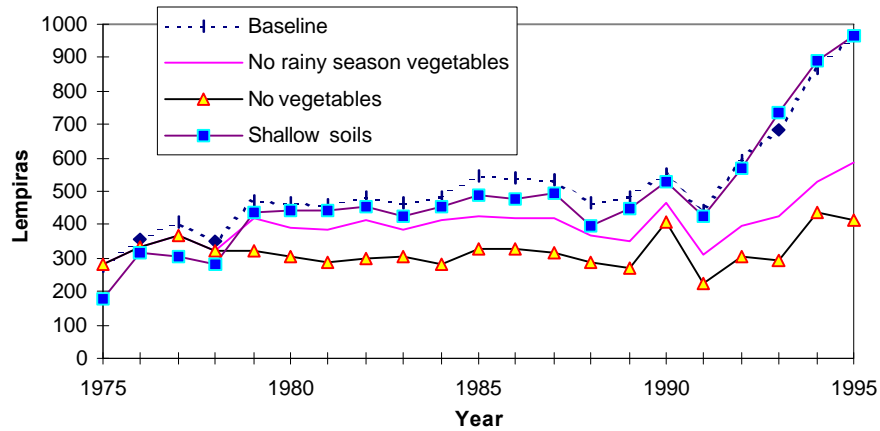 1000
900
800
700
600
500
400
300
200
100
0
Lempiras
Baseline
No rainy season vegetables
No vegetables
Shallow soils
1975 1980 1985 1990 1995
Year